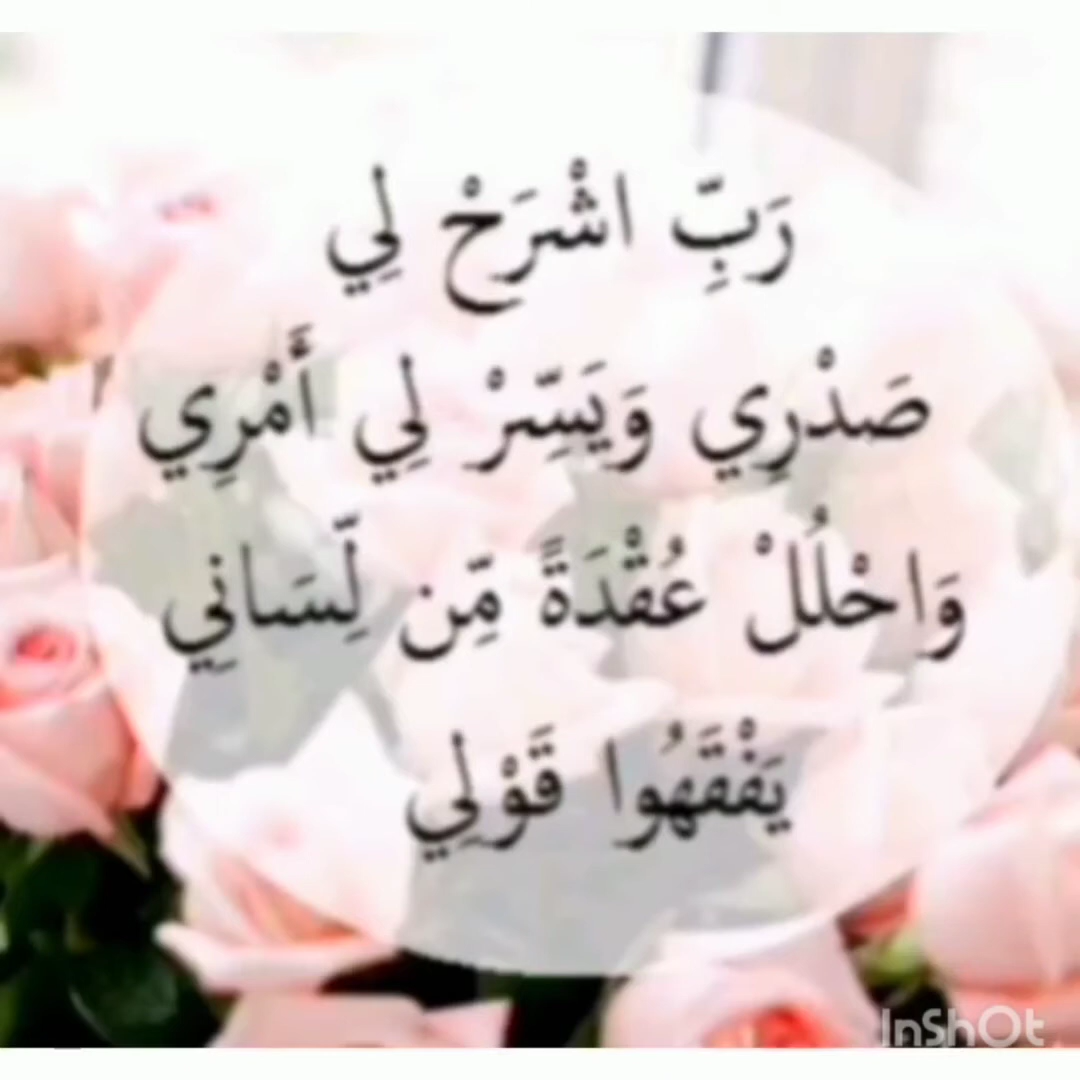 رَبِّ اشْرَحْ لِي
صَدْرِي وَيَسِّرْ لِي أَمْرِي
وَاحْلُلْ عُقْدَةً مِّن لِّسَانِي
يَفْقَهُوا قَوْلِي
InShOt